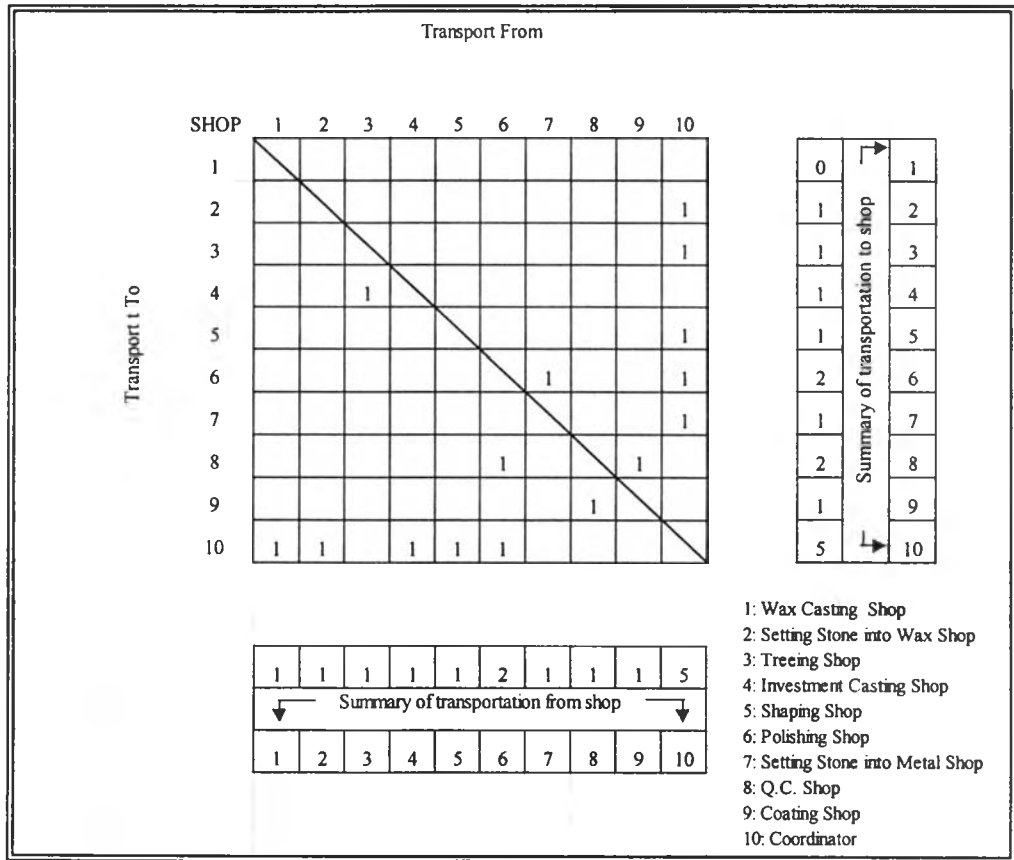 Transport From
SHOP 1 2 3 4 5 6 7 8 9 10
1
2 1
3 1
4 1
5 1
6 1 1
7 1
8 1 1
9 1
10 1 1 1 1 1
Transport t To
0 1
1 2
1 3
1 4
1 5
2 6
1 7
2 8
1 9
5 10
Summary of transportation to shop
1 1 1 1 1 2 1 1 1 5
Summary of transportation from shop
1 2 3 4 5 6 7 8 9 10
1: Wax Casting Shop
2: Setting Stone into Wax Shop
3: Treeing Shop
4: Investment Casting Shop
5: Shaping Shop
6: Polishing Shop
7: Setting Stone into Metal Shop
8: Q.C. Shop
9: Coating Shop
10: Coordinator